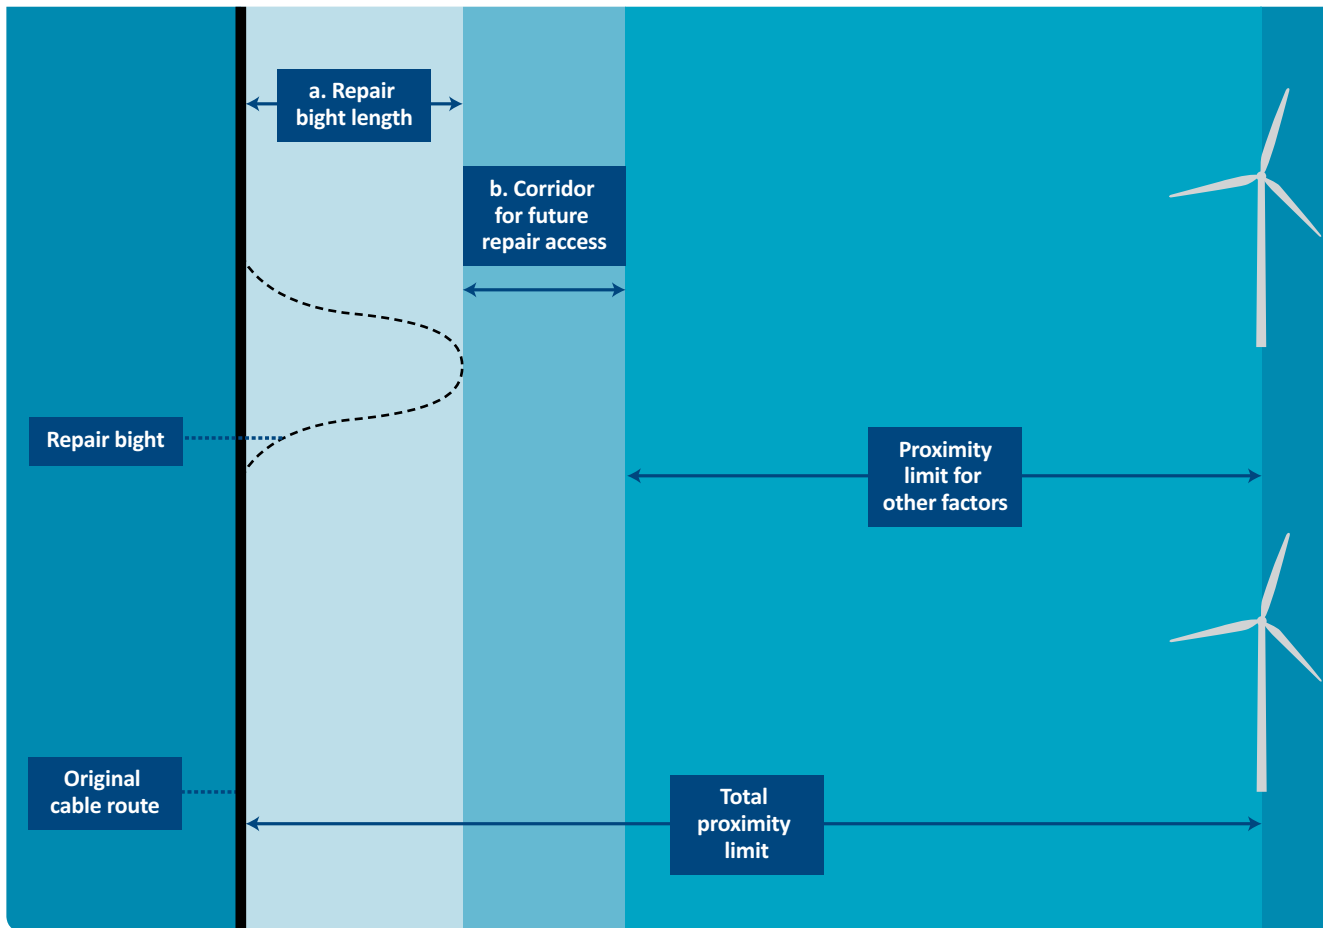 a. Repair
bight length
b. Corridor
for future
repair access
Repair bight
Proximity
limit for
other factors
Original
cable route
Total
proximity
limit